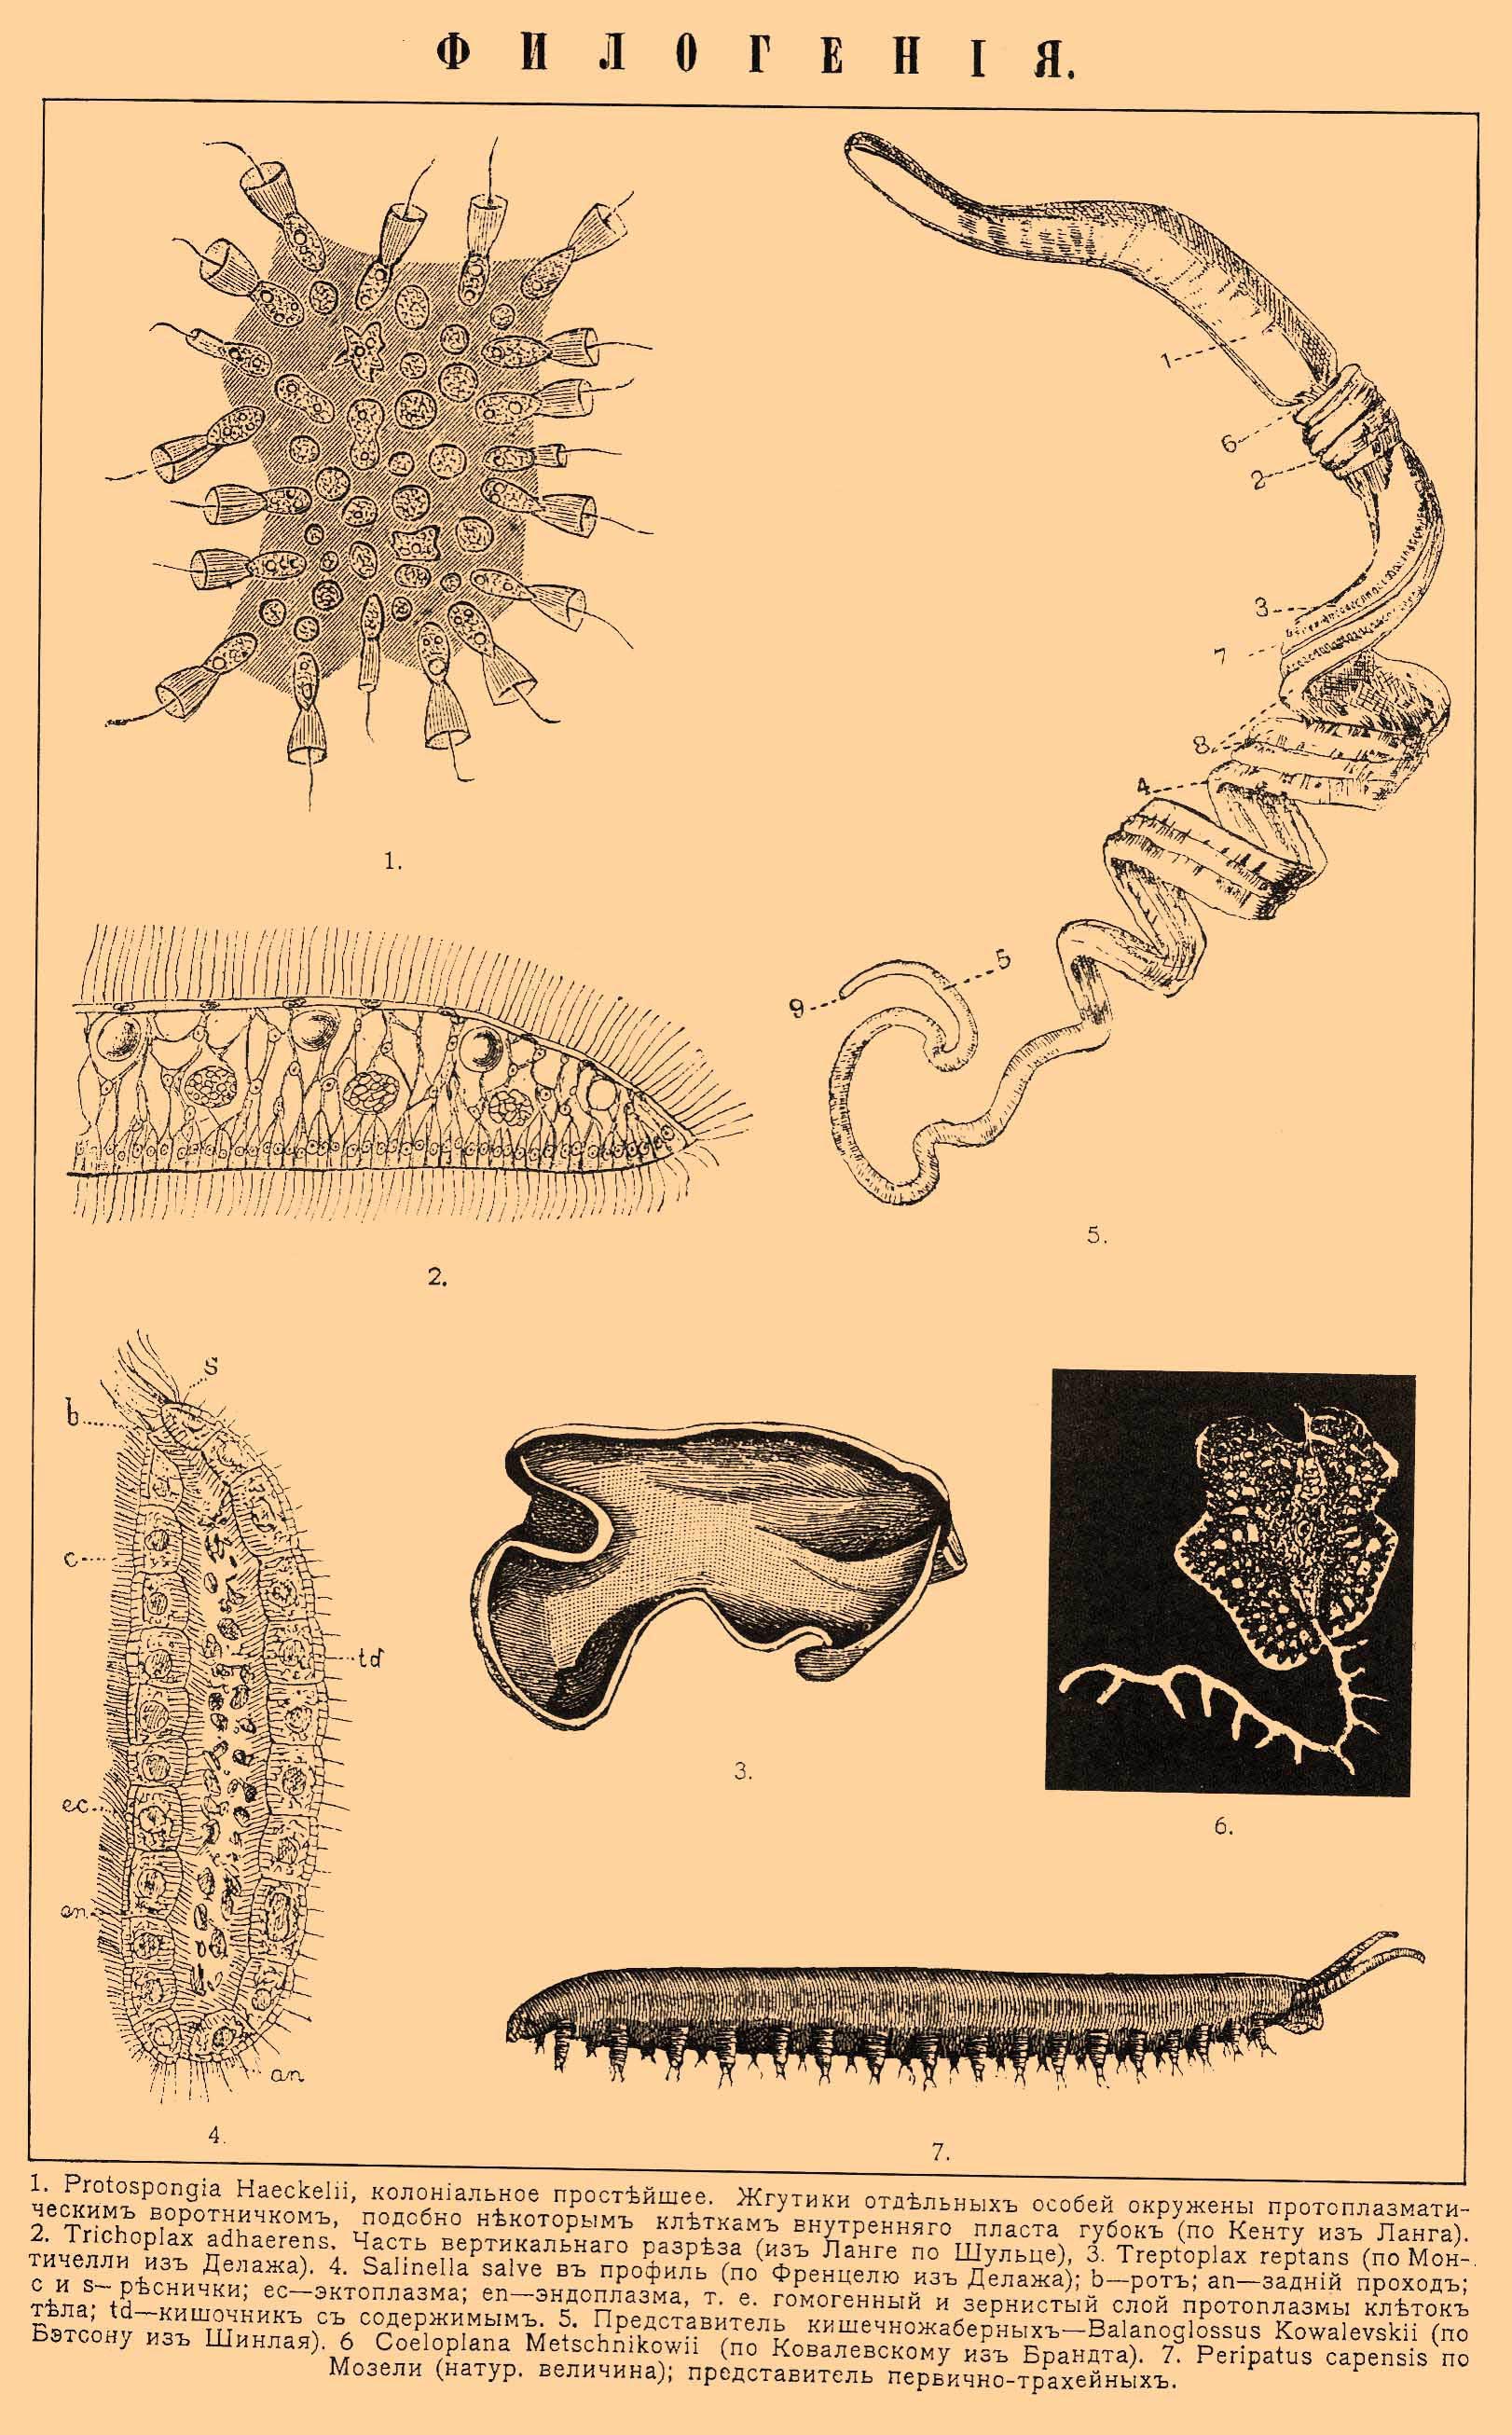 ФИЛОГЕНІЯ.
1
6
2
3
7
8
4
5
9
1.
5.
2.
s
b
c
td
ec
en
an
3.
6.
4.
7.
1. Protospongia Haeckelii, колоніальное простѣйшее. Жгутики отдѣльныхъ особей окружены протоплазмати-
ческимъ воротничкомъ, подобно нѣкоторымъ клѣткамъ внутренняго пласта губокъ (по Кенту изъ Ланга).
2. Trichoplax adhaerens. Часть вертикальнаго разрѣза (изъ Ланге по Шульце), 3. Treptoplax reptans (по Мон-
тичелли изъ Делажа). 4. Salinella salve въ профиль (по Френцелю изъ Делажа); b—ротъ; an—задній проходъ;
c и s—рѣснички; ec—эктоплазма; en—эндоплазма, т. е. гомогенный и зернистый слой протоплазмы клѣтокъ
тѣла; td—кишочникъ съ содержимымъ. 5. Представитель кишечножаберныхъ—Balanoglossus Kowalevskii (по
Бэтсону изъ Шинлая). 6 Coeloplana Metschnikowii (по Ковалевскому изъ Брандта). 7. Peripatus capensis по
Мозели (натур. величина); представитель первично-трахейныхъ.